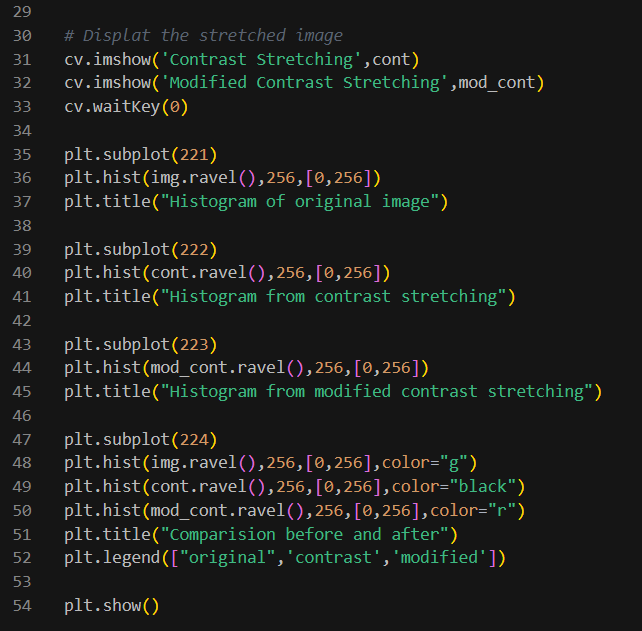 29
30 # Displat the stretched image
31 cv.imshow('Contrast Stretching',cont)
32 cv.imshow('Modified Contrast Stretching',mod_cont)
33 cv.waitKey(0)
34
35 plt.subplot(221)
36 plt.hist(img.ravel(),256,[0,256])
37 plt.title("Histogram of original image")
38
39 plt.subplot(222)
40 plt.hist(cont.ravel(),256,[0,256])
41 plt.title("Histogram from contrast stretching")
42
43 plt.subplot(223)
44 plt.hist(mod_cont.ravel(),256,[0,256])
45 plt.title("Histogram from modified contrast stretching")
46
47 plt.subplot(224)
48 plt.hist(img.ravel(),256,[0,256],color="g")
49 plt.hist(cont.ravel(),256,[0,256],color="black")
50 plt.hist(mod_cont.ravel(),256,[0,256],color="r")
51 plt.title("Comparision before and after")
52 plt.legend(["original",'contrast','modified'])
53
54 plt.show()